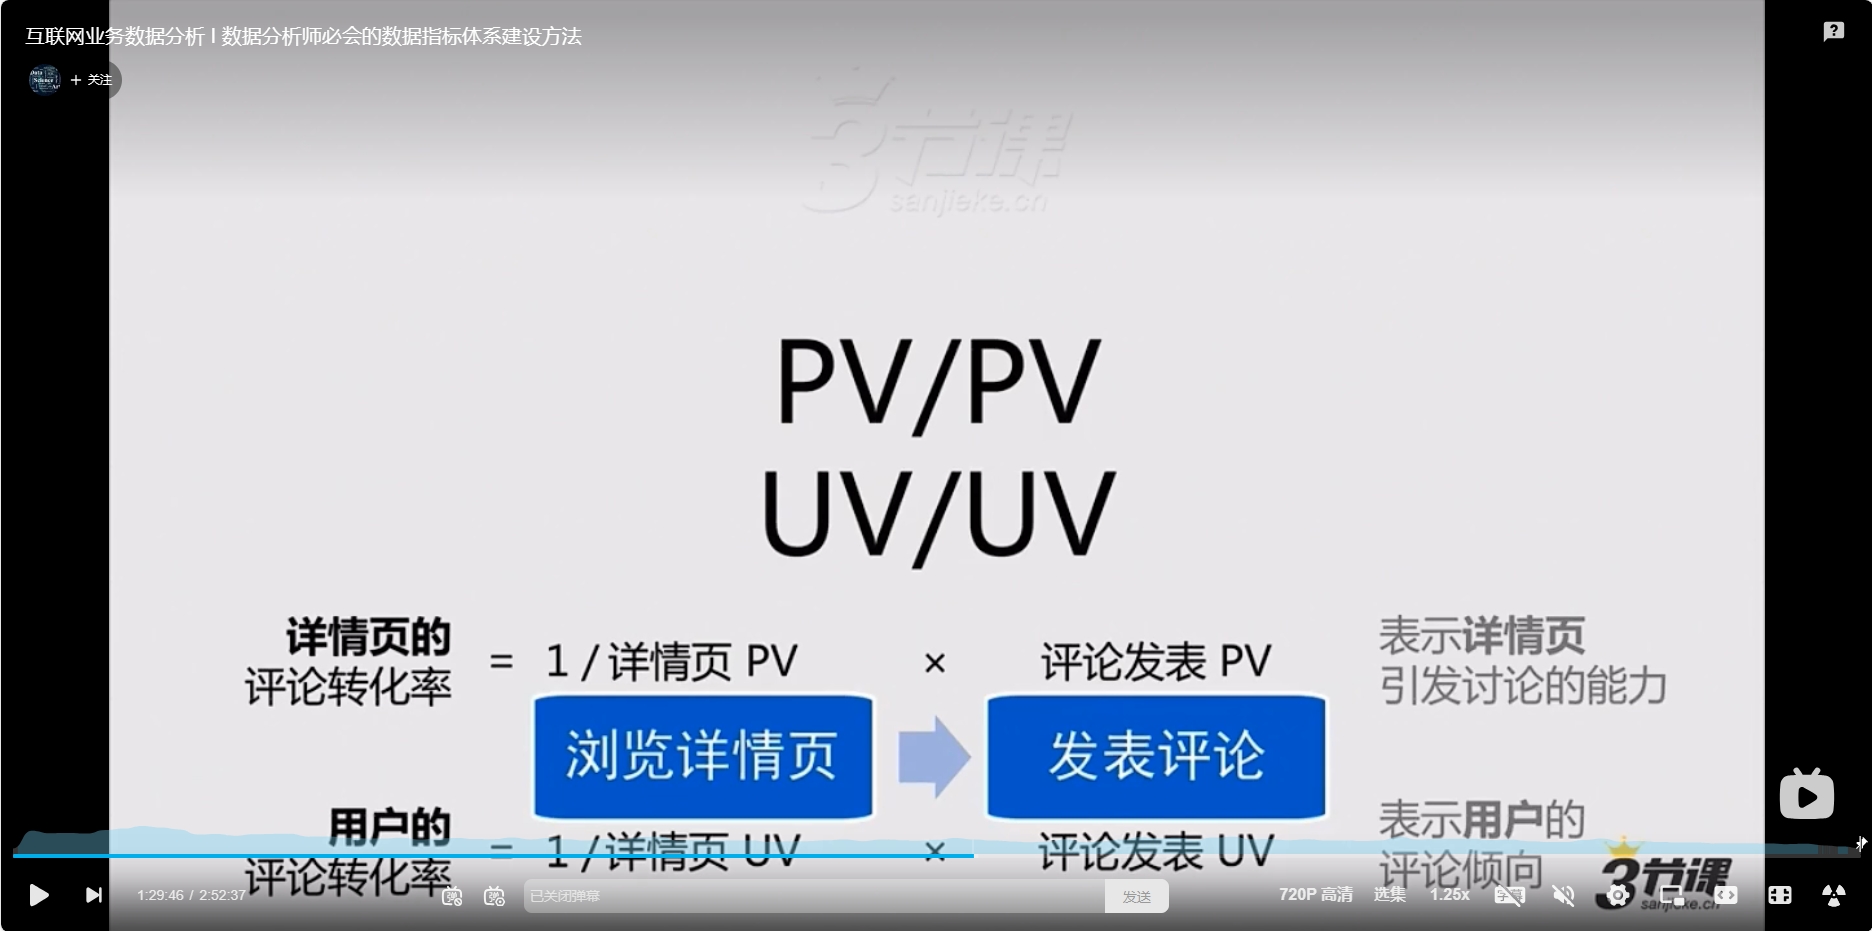 互联网业务数据分析 I 数据分析师必会的数据指标体系建设方法
+ 关注
3节课
sanjieke.cn
PV/PV
UV/UV
详情页的
评论转化率
= 1 / 详情页 PV × 评论发表 PV
表示详情页
引发讨论的能力
浏览详情页
发表评论
用户的
评论转化率
= 1 / 详情页 UV × 评论发表 UV
表示用户的
评论倾向
3节课
sanjieke.cn
1:29:46 / 2:52:37
已关闭弹幕
发送
720P 高清
选集
1.25x
字幕